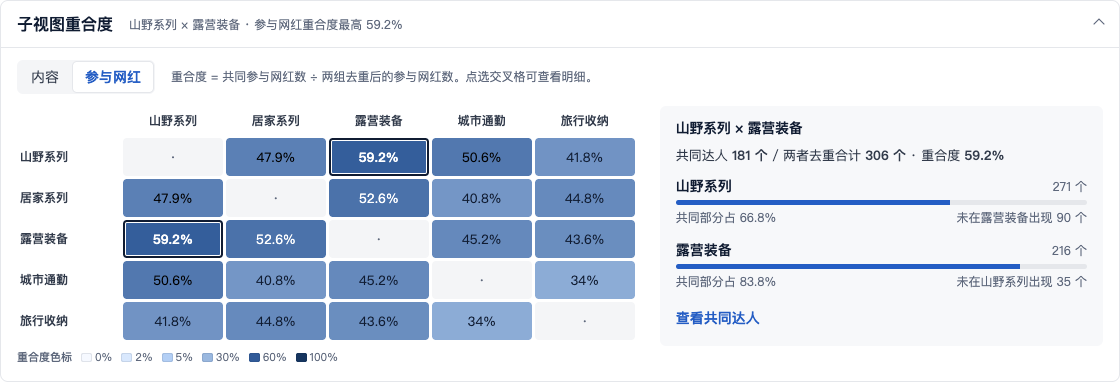 子视图重合度 山野系列 × 露营装备 · 参与网红重合度最高 59.2%
内容 参与网红 重合度 = 共同参与网红数 ÷ 两组去重后的参与网红数。点选交叉格可查看明细。
山野系列 居家系列 露营装备 城市通勤 旅行收纳
山野系列 · 47.9% 59.2% 50.6% 41.8%
居家系列 47.9% · 52.6% 40.8% 44.8%
露营装备 59.2% 52.6% · 45.2% 43.6%
城市通勤 50.6% 40.8% 45.2% · 34%
旅行收纳 41.8% 44.8% 43.6% 34% ·
重合度色标 0% 2% 5% 30% 60% 100%
山野系列 × 露营装备
共同达人 181 个 / 两者去重合计 306 个 · 重合度 59.2%
山野系列 271 个
共同部分占 66.8% 未在露营装备出现 90 个
露营装备 216 个
共同部分占 83.8% 未在山野系列出现 35 个
查看共同达人